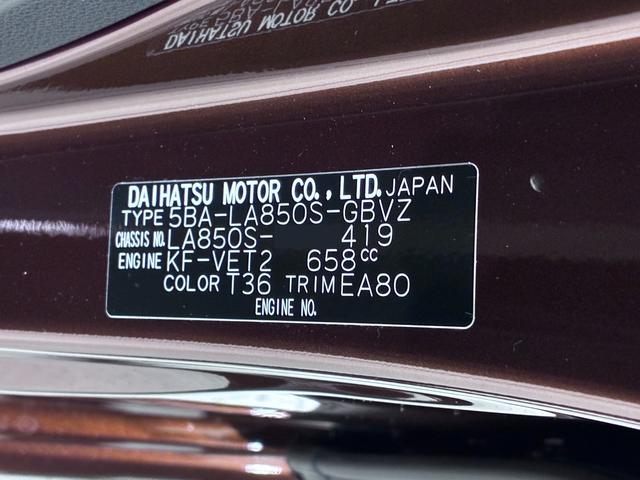 DAIHATSU MOTOR CO., LTD. JAPAN
TYPE 5BA-LA850S-GBVZ
CHASSIS NO. LA850S- 419
ENGINE KF-VET2 658cc
COLOR T36 TRIM EA80
ENGINE NO.